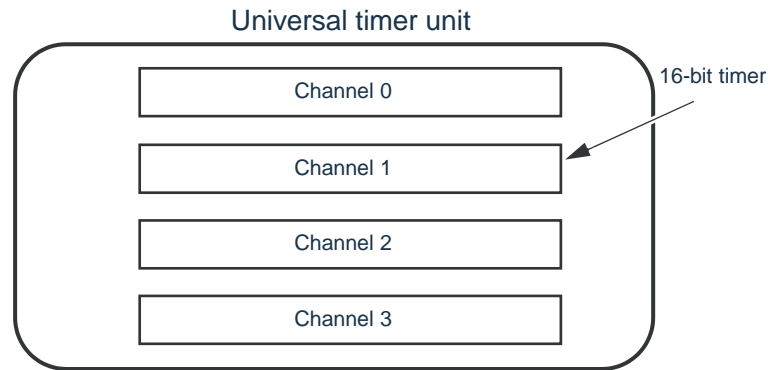 Universal timer unit
16-bit timer
Channel 0
Channel 1
Channel 2
Channel 3